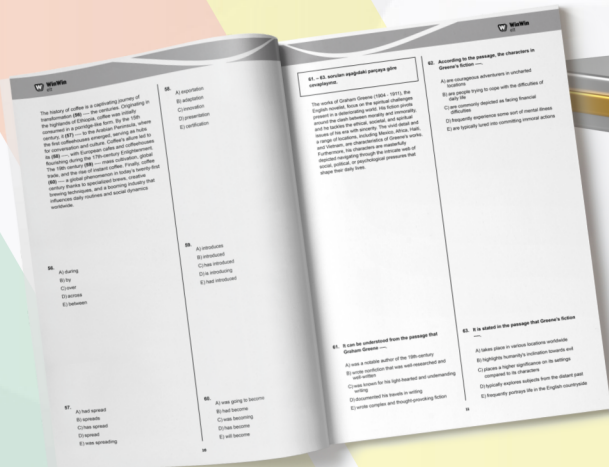 WinWin
The history of coffee is a captivating journey of
transformation (56) ---- the centuries. Originating in
the highlands of Ethiopia, coffee was initially
consumed in a porridge-like form. By the 15th
century, it (57) ---- to the Arabian Peninsula, where
the first coffeehouses emerged, serving as hubs
for conversation and culture. Coffee's allure led to
its (58) ----, with European cafes and coffeehouses
flourishing during the 17th-century Enlightenment.
The 19th century (59) ---- mass cultivation, global
trade, and the rise of instant coffee. Finally, coffee
(60) ---- a global phenomenon in today's twenty-first
century thanks to specialised brews, creative
brewing techniques, and a booming industry that
influences daily routines and social dynamics
worldwide.
56.
A) during
B) by
C) over
D) across
E) between
57.
A) had spread
B) spreads
C) has spread
D) spread
E) was spreading
58.
A) exportation
B) adaptation
C) innovation
D) presentation
E) ramification
59.
A) introduces
B) introduced
C) has introduced
D) is introducing
E) had introduced
60.
A) was going to become
B) had become
C) was becoming
D) has become
E) will become
WinWin
61. – 63. soruları aşağıdaki parçaya göre
cevaplayınız.
The works of Graham Greene (1904 - 1911), the
English novelist, focus on the spiritual challenges
present in a deteriorating world. His fiction pivots
around the clash between morality and immorality,
and he tackles the ethical, societal, and spiritual
issues of his era with sincerity. The vivid detail and
a range of locations, including Mexico, Africa, Haiti,
and Vietnam, are characteristics of Greene's works.
Furthermore, his characters are masterfully
depicted navigating through the intricate web of
social, political, or psychological pressures that
shape their daily lives.
61. It can be understood from the passage that
Graham Greene ----.
A) was a notable author of the 19th-century
B) wrote nonfiction that was well-researched and
well-written
C) was known for his light-hearted and undemanding
writing
D) documented his travels in writing
E) wrote complex and thought-provoking fiction
62. According to the passage, the characters in
Greene's fiction ----.
A) are courageous adventurers in uncharted
locations
B) are people trying to cope with the difficulties of
daily life
C) are commonly depicted as facing financial
difficulties
D) frequently experience some sort of mental illness
E) are typically lured into committing immoral actions
63. It is stated in the passage that Greene's fiction
----.
A) takes place in various locations worldwide
B) highlights humanity's inclination towards evil
C) places a higher significance on its settings
compared to its characters
D) typically explores subjects from the distant past
E) frequently portrays life in the English countryside